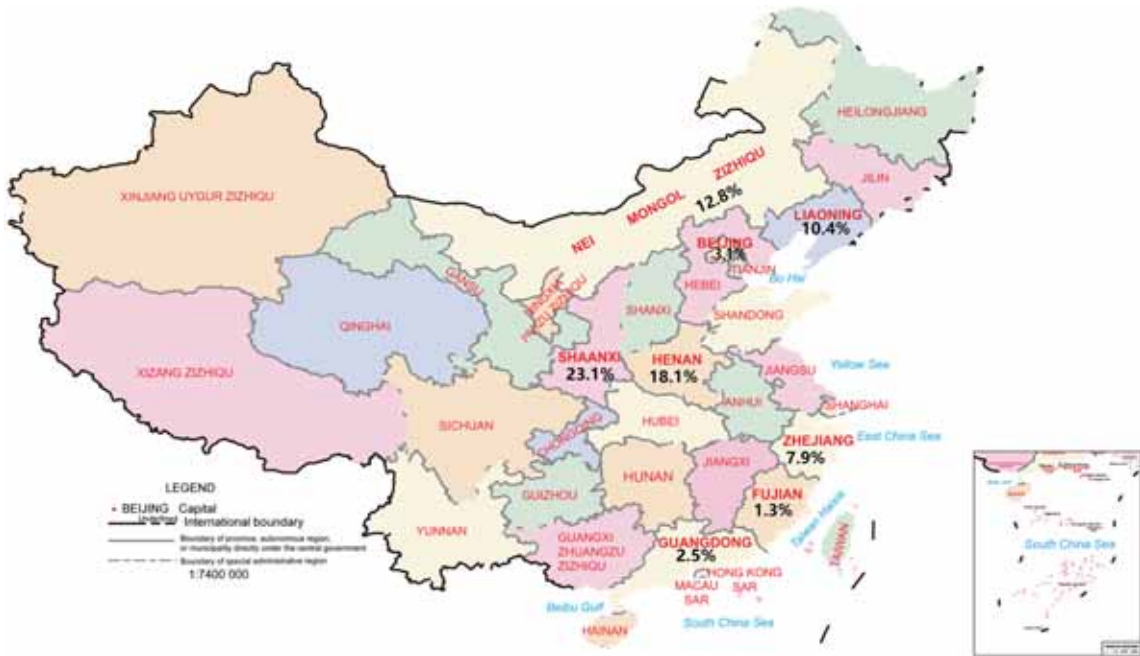 HEILONGJIANG
JILIN
XINJIANG UYGUR ZIZHIQU
NEI MONGOL ZIZHIQU
12.8%
LIAONING
10.4%
BEIJING
3.1%
TIANJIN
Bo Hai
GANSU
HEBEI
QINGHAI
SHANXI
SHANDONG
XIZANG ZIZHIQU
SHAANXI
23.1%
HENAN
18.1%
JIANGSU
Yellow Sea
ANHUI
SHANGHAI
SICHUAN
HUBEI
CHONGQING
ZHEJIANG
7.9%
East China Sea
HUNAN
JIANGXI
GUIZHOU
FUJIAN
1.3%
YUNNAN
GUANGXI
ZHUANGZU
ZIZHIQU
GUANGDONG
2.5%
TAIWAN
HONG KONG
SAR
MACAU
SAR
Beibu Gulf
HAINAN
South China Sea
LEGEND
BEIJING Capital
International boundary
Boundary of province, autonomous region,
or municipality directly under the central government
Boundary of special administrative region
1:7400 000
South China Sea